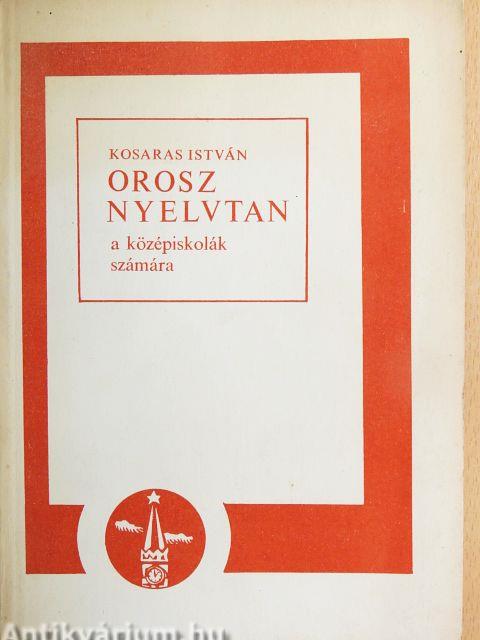 KOSARAS ISTVÁN
OROSZ
NYELVTAN
a középiskolák
számára
Antikvárium.hu